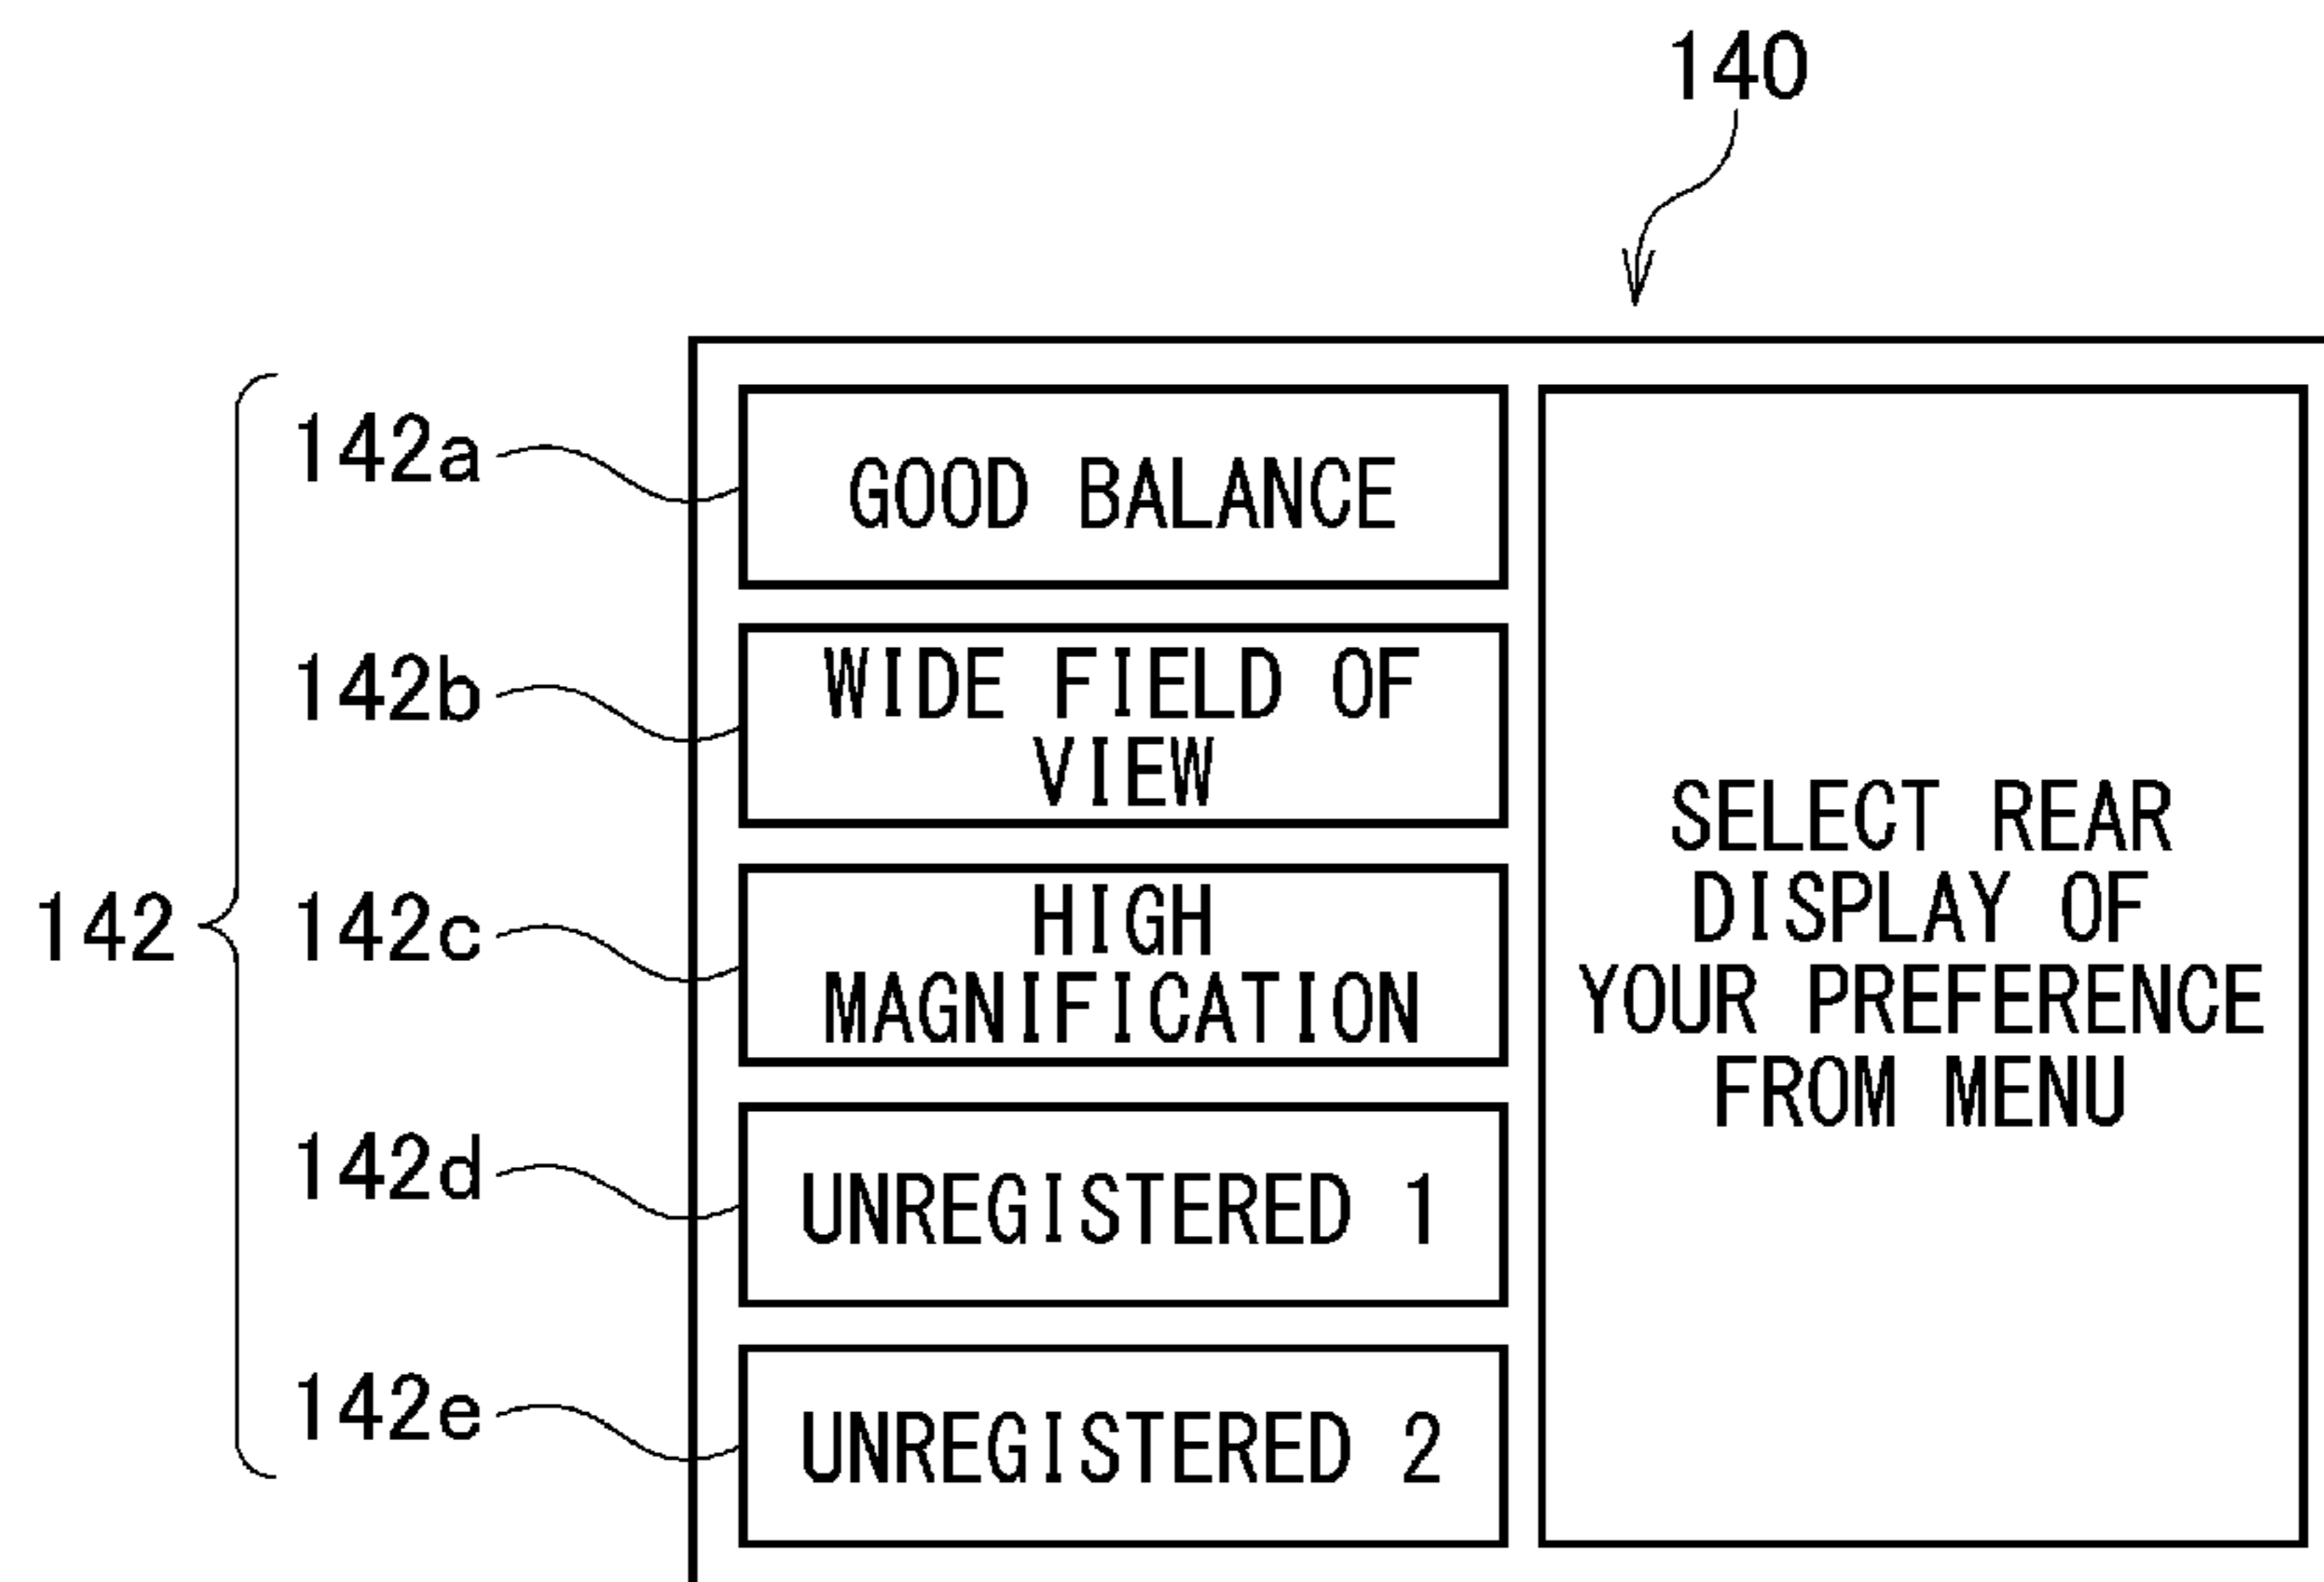 140
142
142a
GOOD BALANCE
142b
WIDE FIELD OF
VIEW
142c
HIGH
MAGNIFICATION
142d
UNREGISTERED 1
142e
UNREGISTERED 2
SELECT REAR
DISPLAY OF
YOUR PREFERENCE
FROM MENU